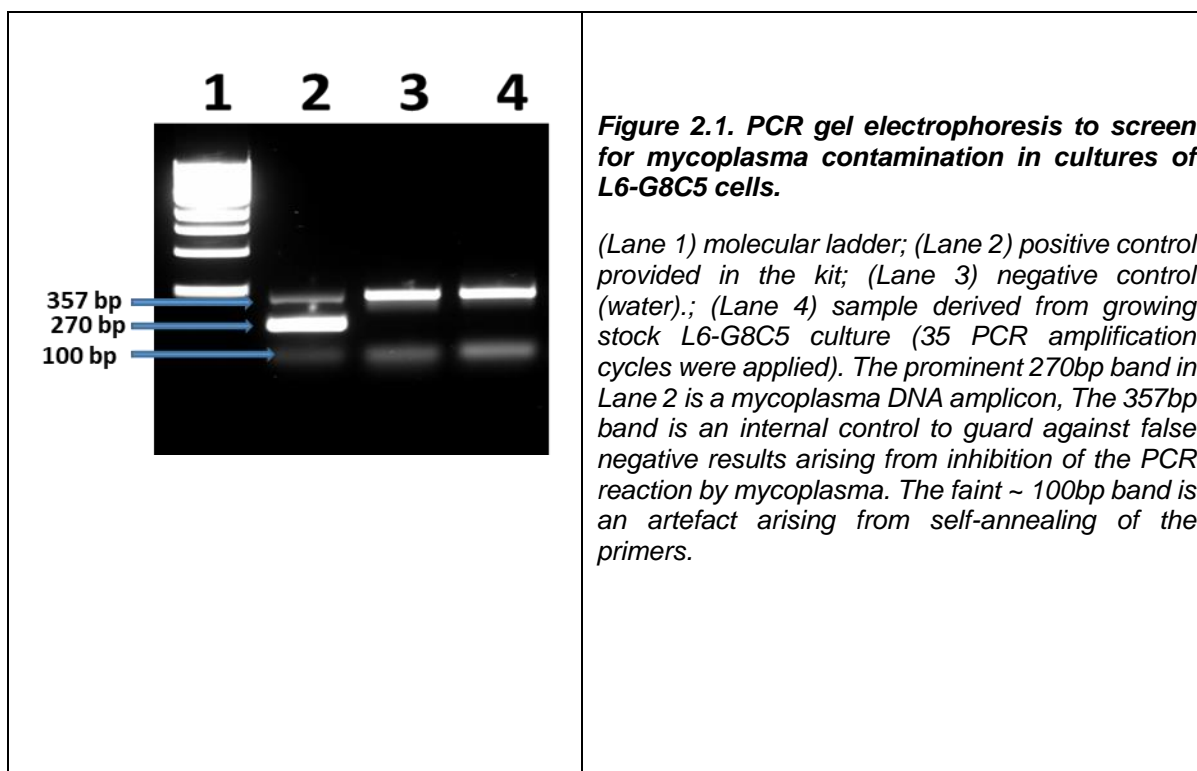 1 2 3 4
357 bp
270 bp
100 bp
Figure 2.1. PCR gel electrophoresis to screen
for mycoplasma contamination in cultures of
L6-G8C5 cells.
(Lane 1) molecular ladder; (Lane 2) positive control
provided in the kit; (Lane 3) negative control
(water).; (Lane 4) sample derived from growing
stock L6-G8C5 culture (35 PCR amplification
cycles were applied). The prominent 270bp band in
Lane 2 is a mycoplasma DNA amplicon, The 357bp
band is an internal control to guard against false
negative results arising from inhibition of the PCR
reaction by mycoplasma. The faint ~ 100bp band is
an artefact arising from self-annealing of the
primers.